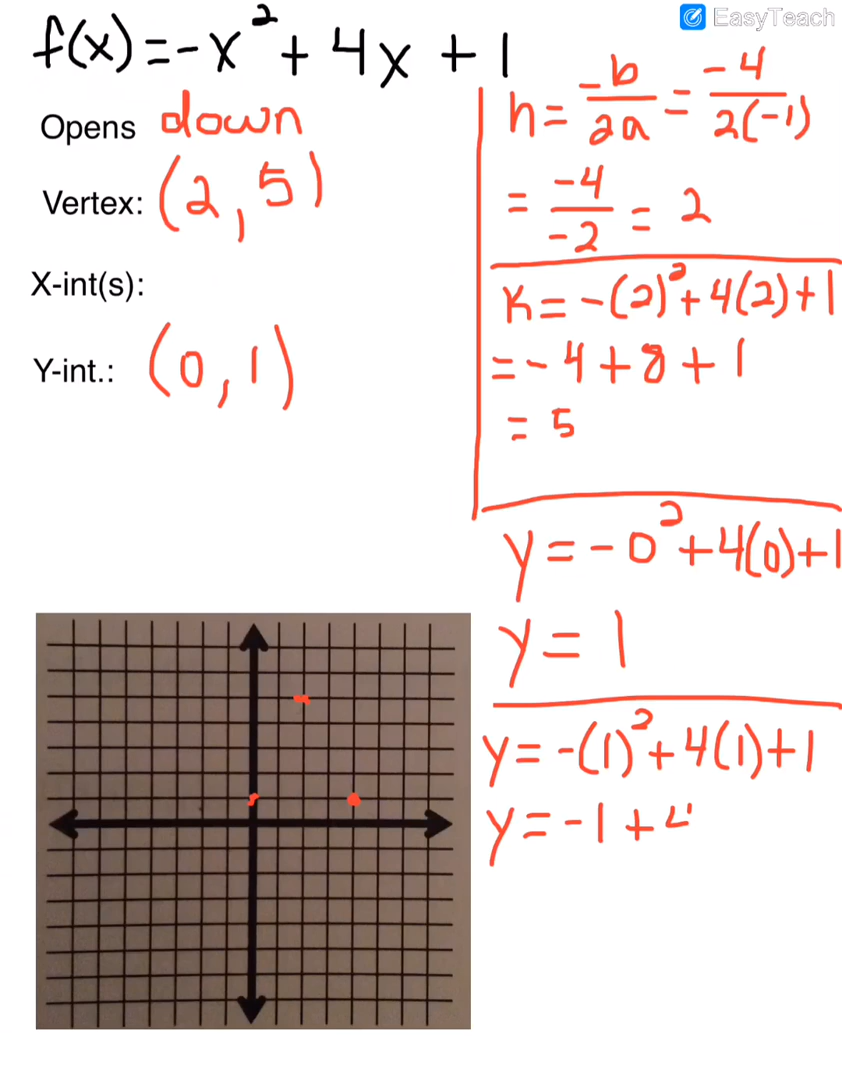 EasyTeach
f(x)=-x²+4x+1
Opens down
Vertex: (2,5)
X-int(s):
Y-int.: (0,1)
h=-b/2a=-4/2(-1)
=-4/-2=2
K=-(2)²+4(2)+1
=-4+8+1
=5
y=-0²+4(0)+1
y=1
y=-(1)²+4(1)+1
y=-1+4